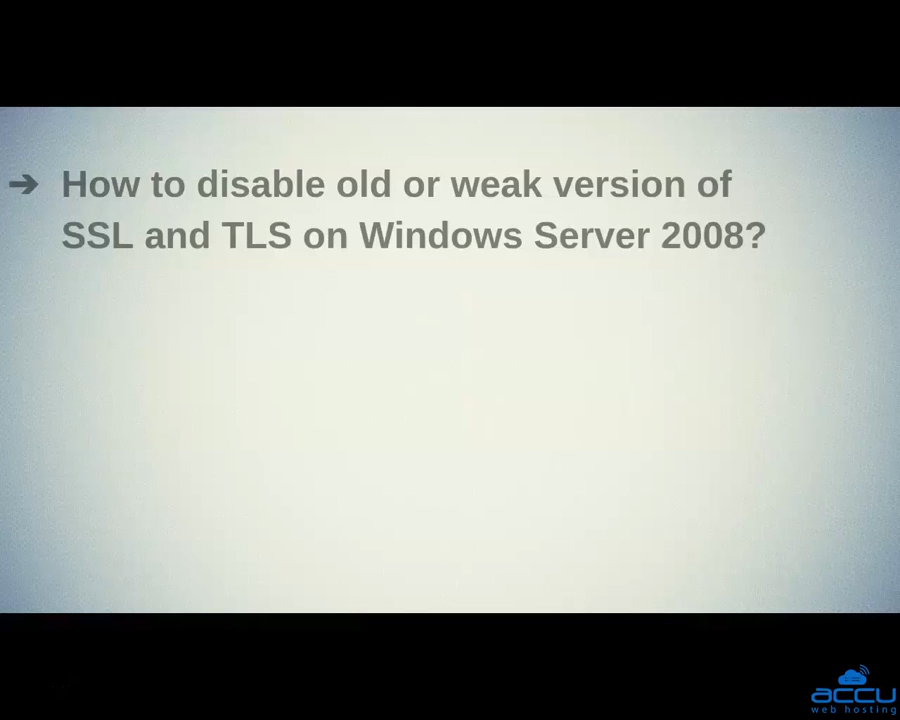 ➔ How to disable old or weak version of
SSL and TLS on Windows Server 2008?
accu
web hosting